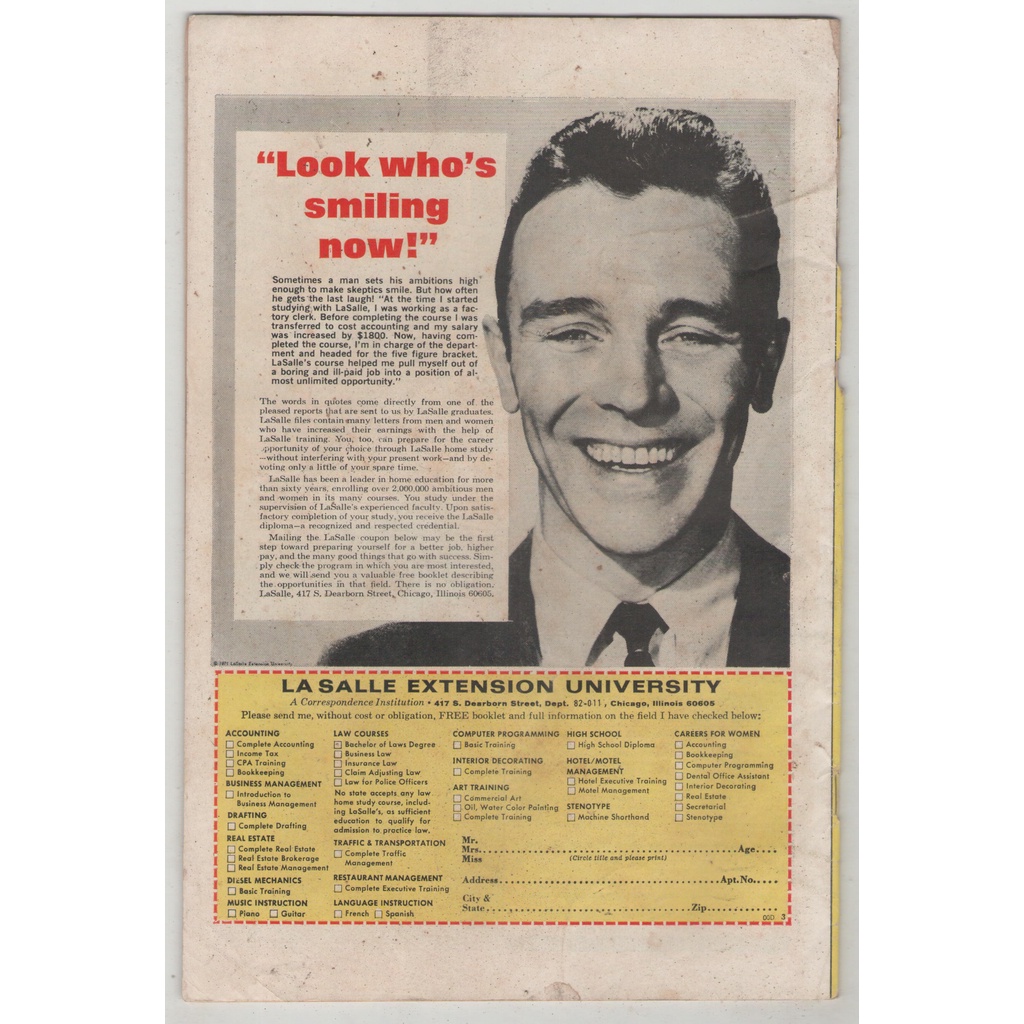 “Look who’s
smiling
now!”
Sometimes a man sets his ambitions high
enough to make skeptics smile. But how often
he gets the last laugh! “At the time I started
studying with LaSalle, I was working as a fac-
tory clerk. Before completing the course I was
transferred to cost accounting and my salary
was increased by $1800. Now, having com-
pleted the course, I’m in charge of the depart-
ment and headed for the five figure bracket.
LaSalle’s course helped me pull myself out of
a boring and ill-paid job into a position of al-
most unlimited opportunity.”
The words in quotes come directly from one of the
pleased reports that are sent to us by LaSalle graduates.
LaSalle files contain many letters from men and women
who have increased their earnings with the help of
LaSalle training. You, too, can prepare for the career
opportunity of your choice through LaSalle home study
—without interfering with your present work—and by de-
voting only a little of your spare time.
LaSalle has been a leader in home education for more
than sixty years, enrolling over 2,000,000 ambitious men
and women in its many courses. You study under the
supervision of LaSalle’s experienced faculty. Upon satis-
factory completion of your study, you receive the LaSalle
diploma—a recognized and respected credential.
Mailing the LaSalle coupon below may be the first
step toward preparing yourself for a better job, higher
pay, and the many good things that go with success. Sim-
ply check the program in which you are most interested,
and we will send you a valuable free booklet describing
the opportunities in that field. There is no obligation.
LaSalle, 417 S. Dearborn Street, Chicago, Illinois 60605.
LaSalle Extension University
LA SALLE EXTENSION UNIVERSITY
A Correspondence Institution • 417 S. Dearborn Street, Dept. 82-011, Chicago, Illinois 60605
Please send me, without cost or obligation, FREE booklet and full information on the field I have checked below:
ACCOUNTING
Complete Accounting
Income Tax
CPA Training
Bookkeeping
BUSINESS MANAGEMENT
Introduction to
Business Management
DRAFTING
Complete Drafting
REAL ESTATE
Complete Real Estate
Real Estate Brokerage
Real Estate Management
DIESEL MECHANICS
Basic Training
MUSIC INSTRUCTION
Piano Guitar
LAW COURSES
Bachelor of Laws Degree
Business Law
Insurance Law
Claim Adjusting Law
Law for Police Officers
No state accepts any law
home study course, includ-
ing LaSalle’s, as sufficient
education to qualify for
admission to practice law.
TRAFFIC & TRANSPORTATION
Complete Traffic
Management
RESTAURANT MANAGEMENT
Complete Executive Training
LANGUAGE INSTRUCTION
French Spanish
COMPUTER PROGRAMMING
Basic Training
INTERIOR DECORATING
Complete Training
ART TRAINING
Commercial Art
Oil, Water Color Painting
Complete Training
HIGH SCHOOL
High School Diploma
HOTEL/MOTEL
MANAGEMENT
Hotel Executive Training
Motel Management
STENOTYPE
Machine Shorthand
CAREERS FOR WOMEN
Accounting
Bookkeeping
Computer Programming
Dental Office Assistant
Interior Decorating
Real Estate
Secretarial
Stenotype
Mr.
Mrs. Age
Miss (Circle title and please print)
Address Apt. No.
City &
State Zip
3